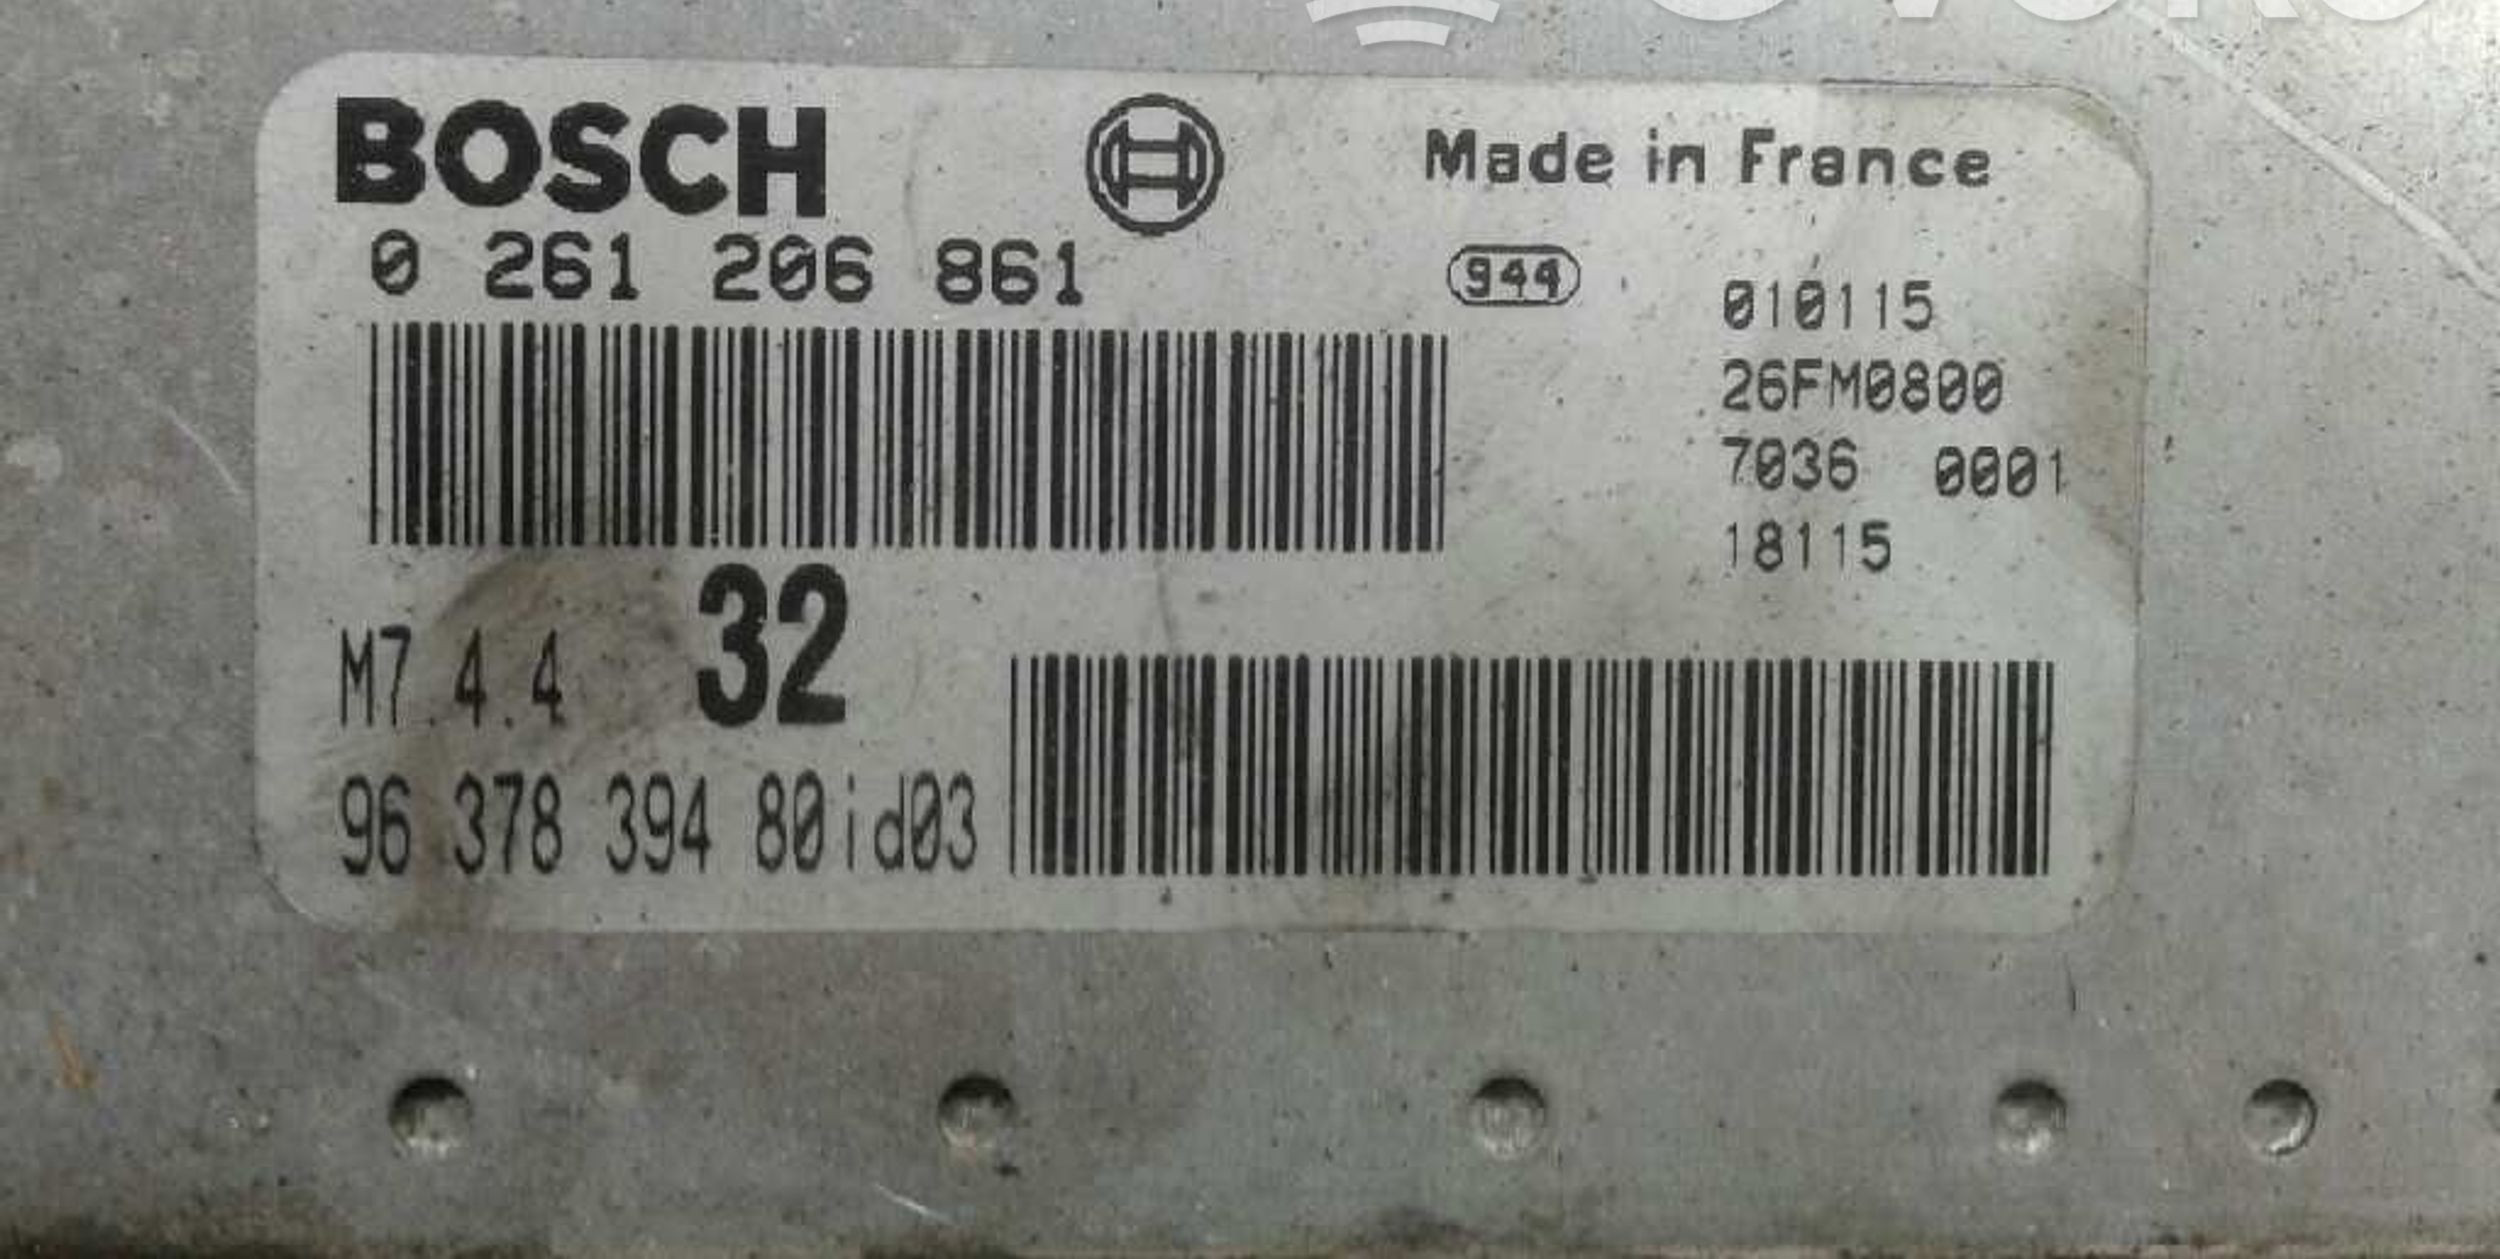 BOSCH
Made in France
0 261 206 861
944
010115
26FM0800
7036 0001
18115
M7.4.4 32
96 378 394 80id03